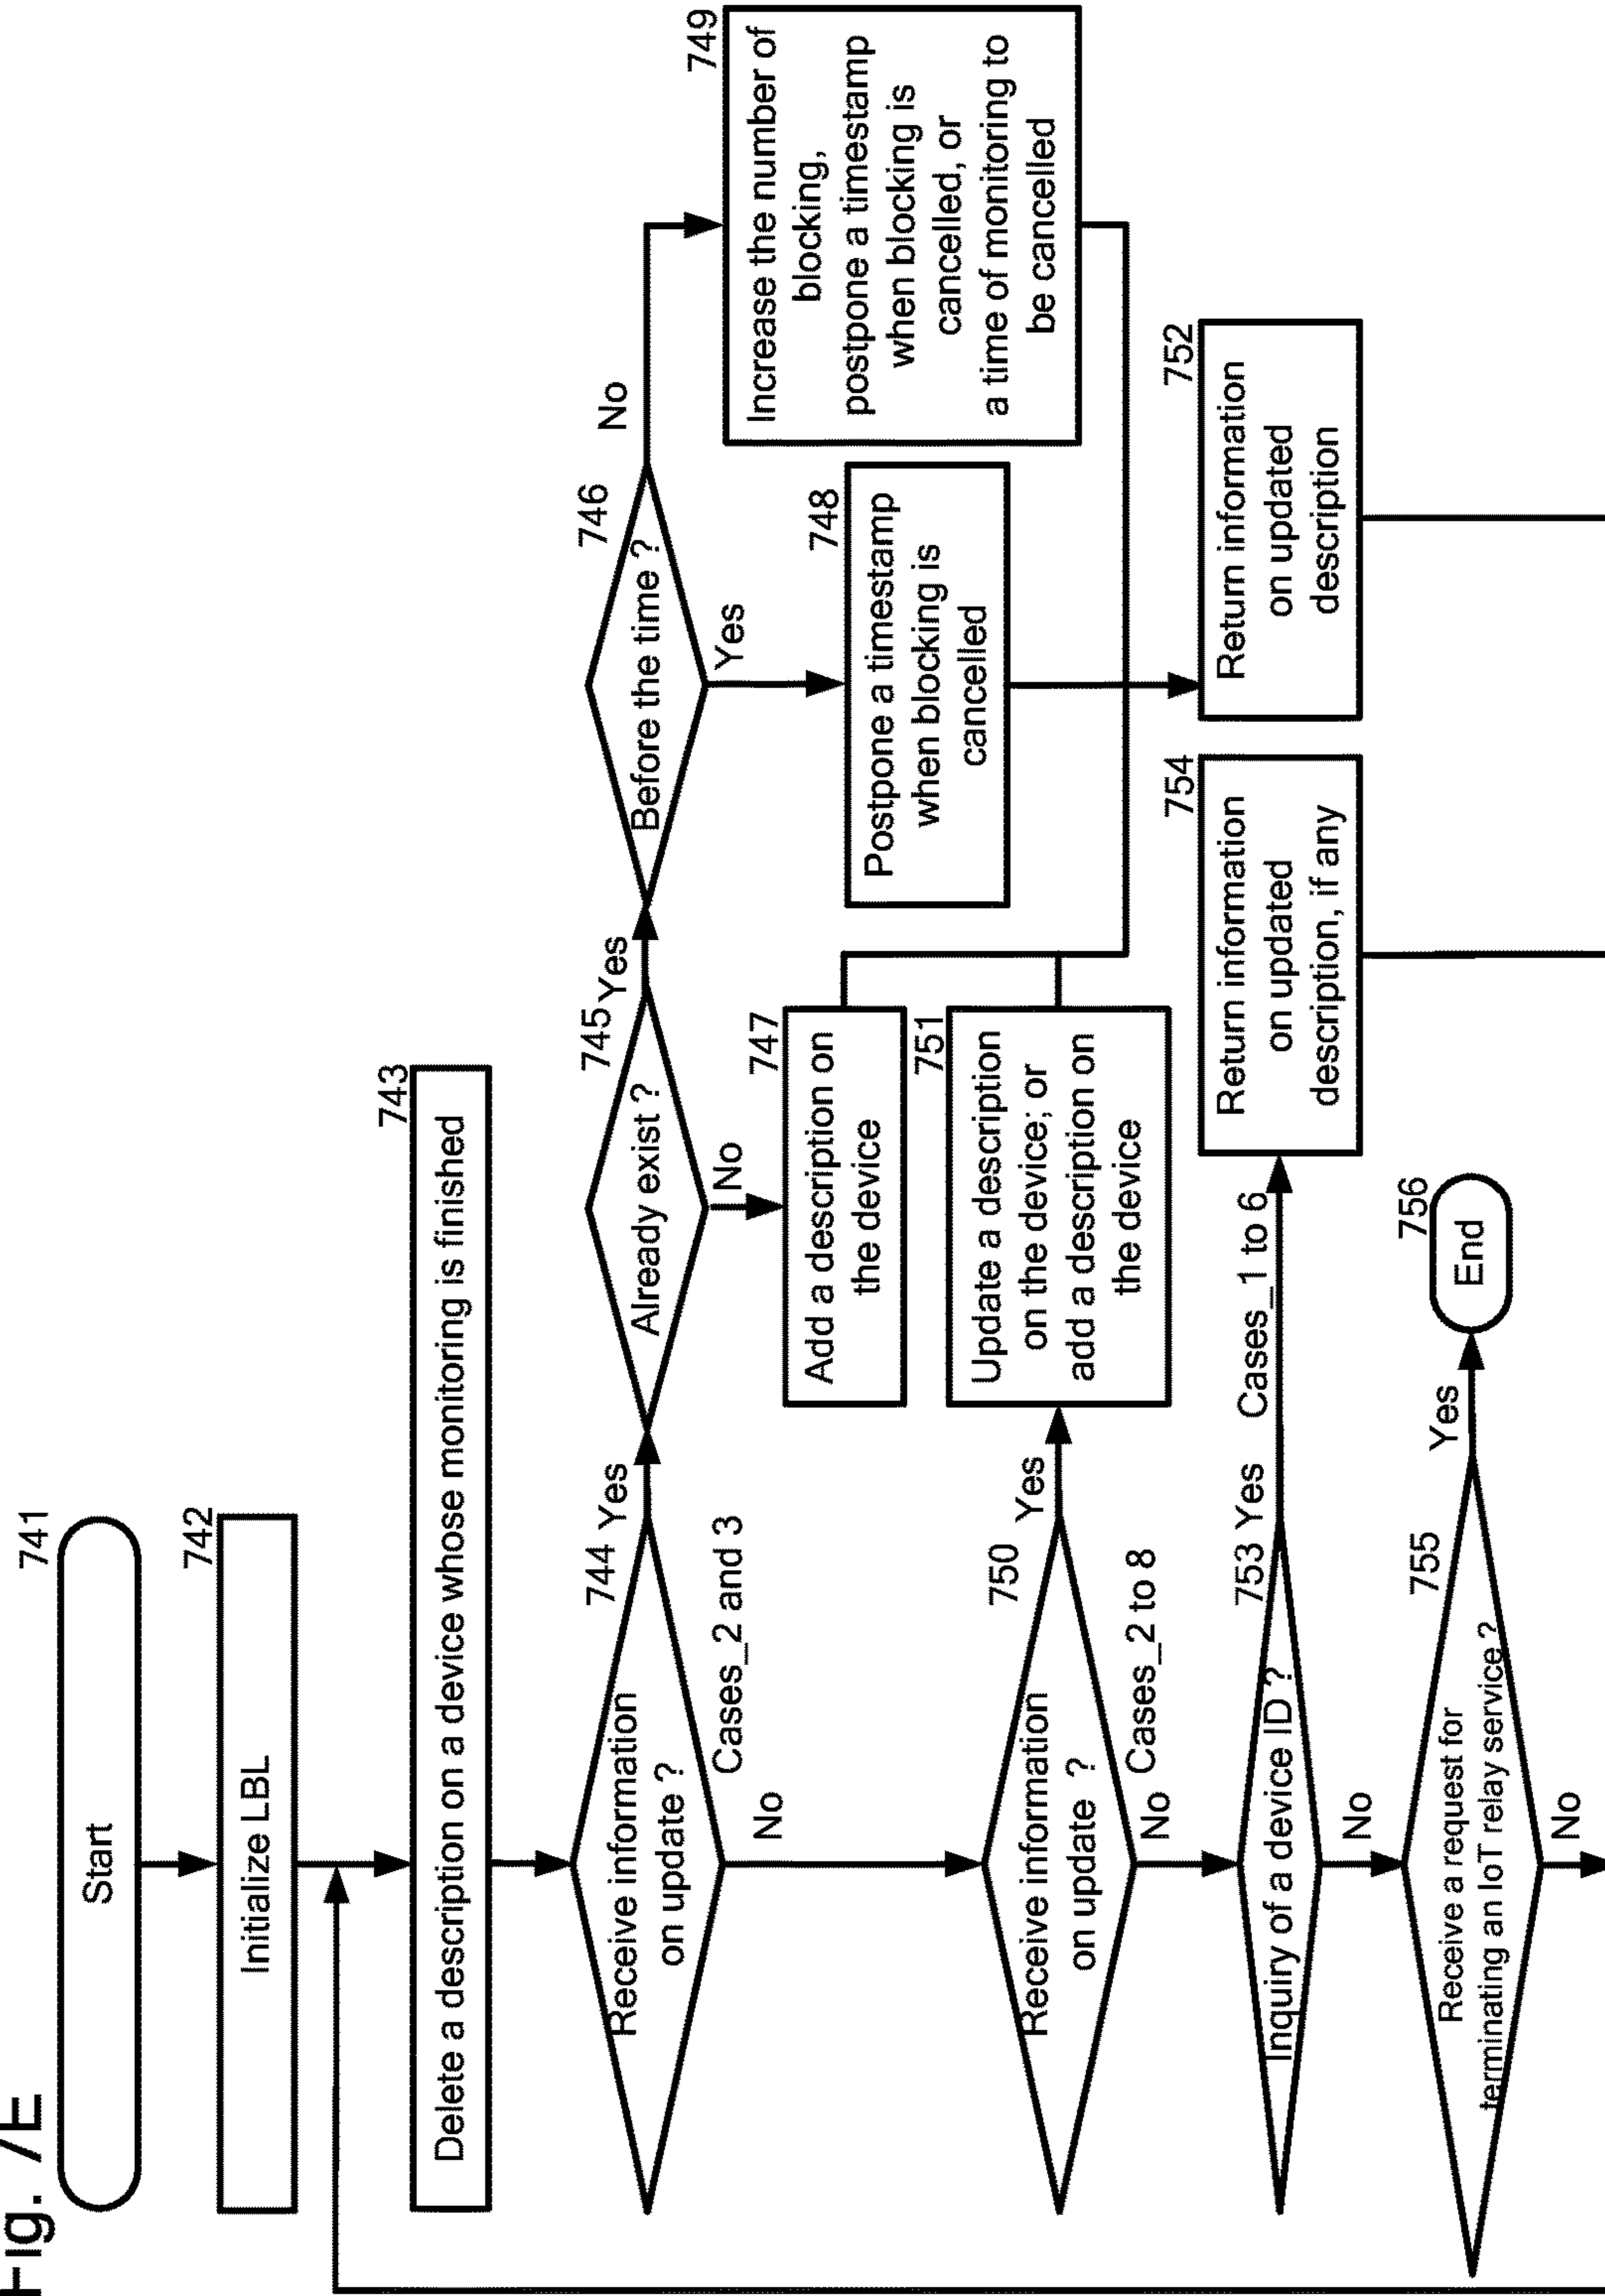 Fig. 7E
741
Start
742
Initialize LBL
743
Delete a description on a device whose monitoring is finished
744
Yes
Receive information
on update ?
Cases_2 and 3
No
745
Yes
Already exist ?
No
746
No
Before the time ?
Yes
747
Add a description on
the device
748
Postpone a timestamp
when blocking is
cancelled
749
Increase the number of
blocking,
postpone a timestamp
when blocking is
cancelled, or
a time of monitoring to
be cancelled
750
Yes
Receive information
on update ?
Cases_2 to 8
No
751
Update a description
on the device; or
add a description on
the device
752
Return information
on updated
description
753
Yes
Cases_1 to 6
Inquiry of a device ID ?
No
754
Return information
on updated
description, if any
755
Yes
Receive a request for
terminating an IoT relay service ?
No
756
End